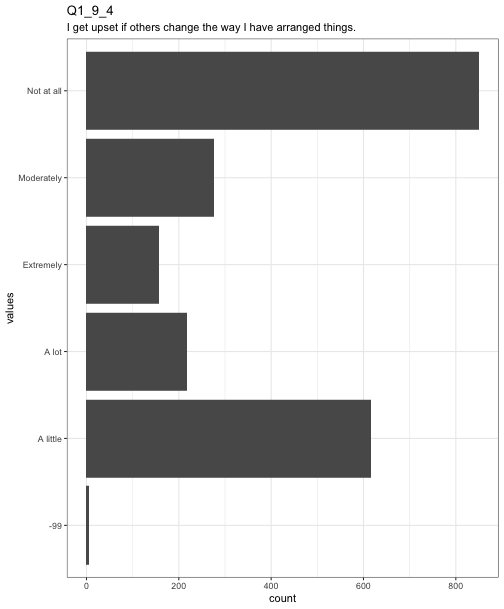 Q1_9_4
I get upset if others change the way I have arranged things.
Not at all
Moderately
Extremely
A lot
A little
-99
values
0 200 400 600 800
count